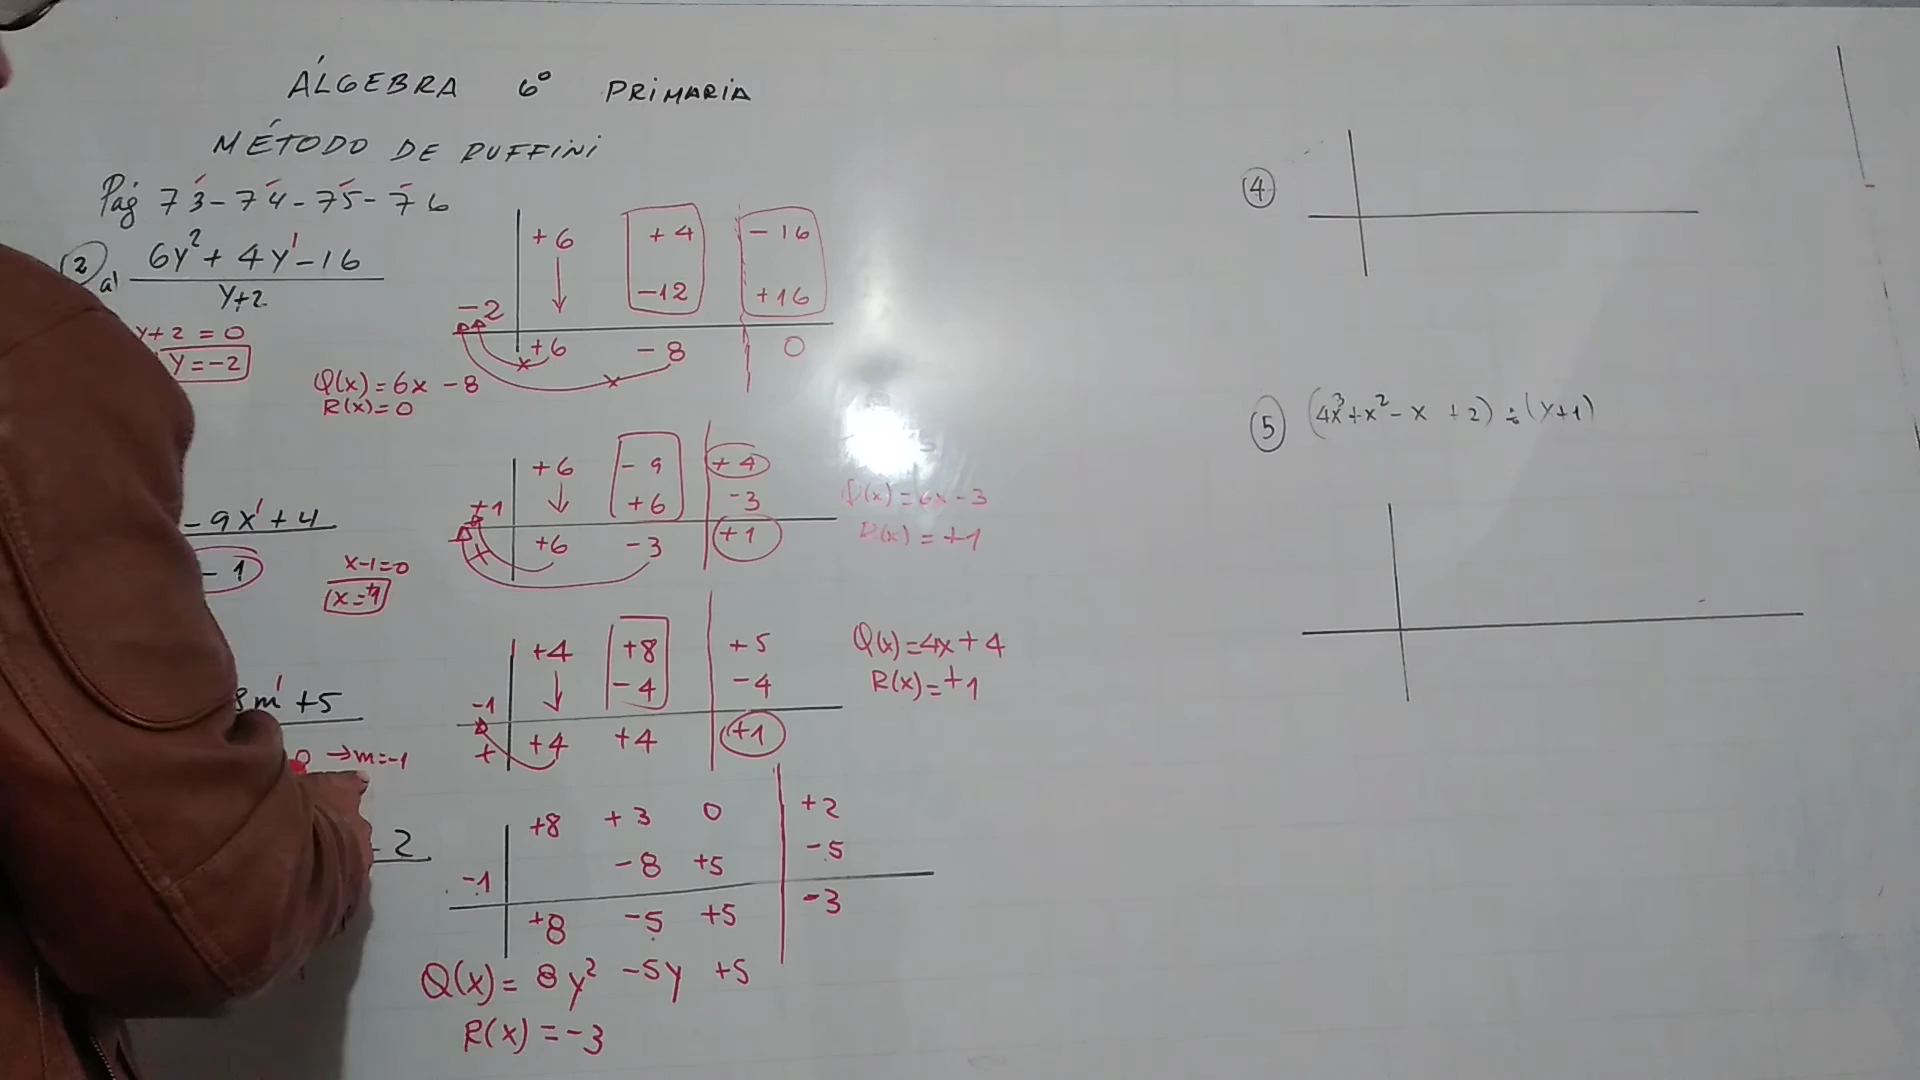 ÁLGEBRA 6° PRIMARIA
MÉTODO DE RUFFINI
Pág 73-74-75-76
2 a) 6y²+4y¹-16
y+2
y+2=0
y=-2
+6 +4 -16
-12 +16
-2
+6 -8 0
Q(x)=6x-8
R(x)=0
-9x¹+4
-1
x-1=0
x=+1
+6 -9 +4
+1 +6 -3
+6 -3 +1
Q(x)=6x-3
R(x)=+1
8m¹+5
0→m=-1
+4 +8 +5
-4 -4
-1
+4 +4 +1
Q(x)=4x+4
R(x)=+1
-2
+8 +3 0 +2
-8 +5 -5
-1
+8 -5 +5 -3
Q(x)=8y²-5y+5
R(x)=-3
4
5 (4x³+x²-x+2)÷(x+1)